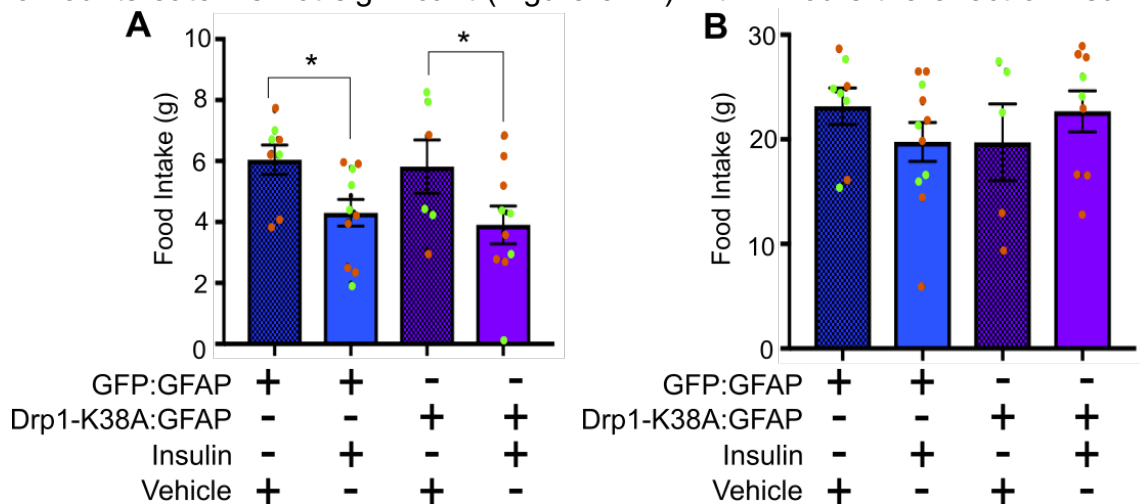 A
B
*
*
Food Intake (g)
10
8
6
4
2
0
Food Intake (g)
30
20
10
0
GFP:GFAP + + - -
Drp1-K38A:GFAP - - + +
Insulin - + - +
Vehicle + - + -
GFP:GFAP + + - -
Drp1-K38A:GFAP - - + +
Insulin - + - +
Vehicle + - + -